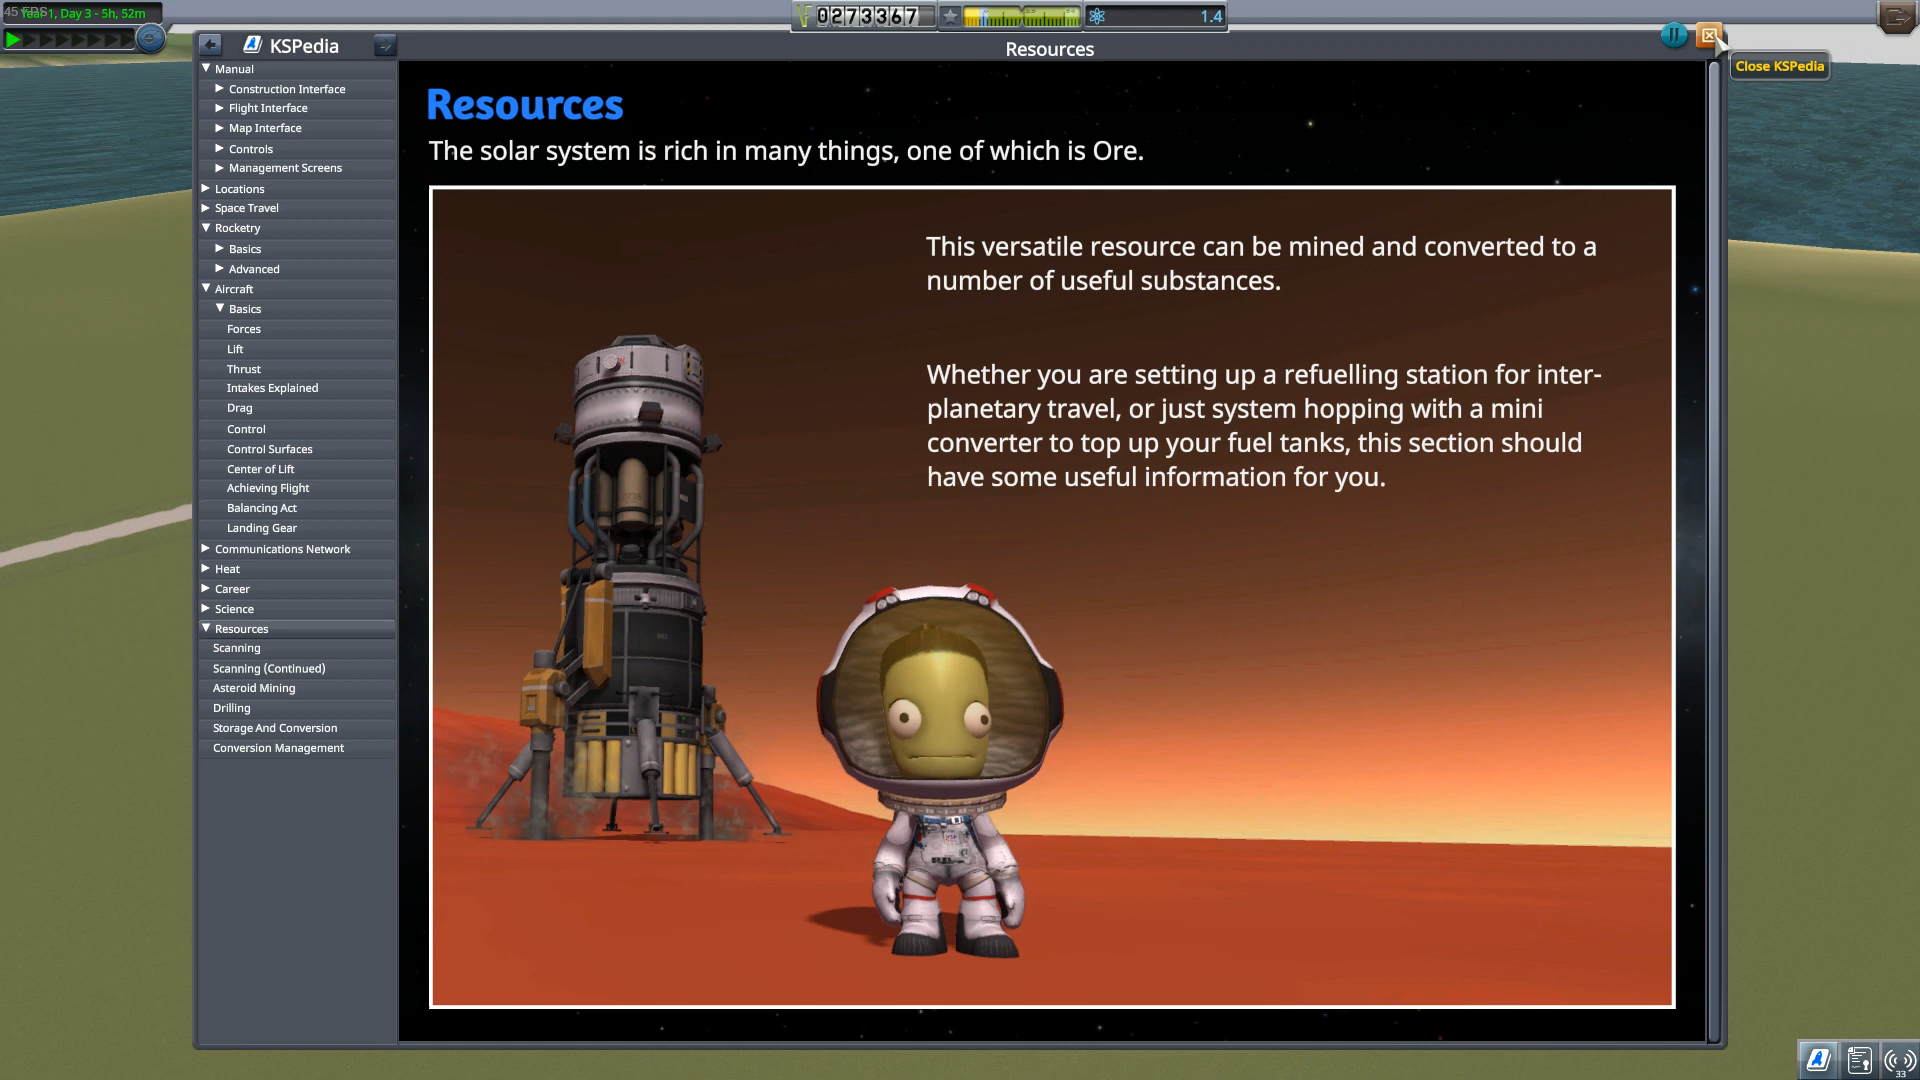 45 FPS
Year 1, Day 3 - 5h, 52m
0273367
1.4
KSPedia
Resources
Close KSPedia
Manual
Construction Interface
Flight Interface
Map Interface
Controls
Management Screens
Locations
Space Travel
Rocketry
Basics
Advanced
Aircraft
Basics
Forces
Lift
Thrust
Intakes Explained
Drag
Control
Control Surfaces
Center of Lift
Achieving Flight
Balancing Act
Landing Gear
Communications Network
Heat
Career
Science
Resources
Scanning
Scanning (Continued)
Asteroid Mining
Drilling
Storage And Conversion
Conversion Management
Resources
The solar system is rich in many things, one of which is Ore.
This versatile resource can be mined and converted to a
number of useful substances.
Whether you are setting up a refuelling station for inter-
planetary travel, or just system hopping with a mini
converter to top up your fuel tanks, this section should
have some useful information for you.
33